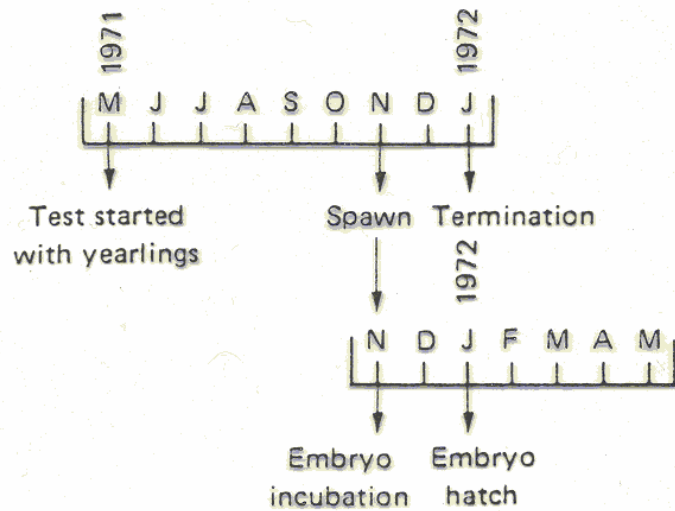 1971
1972
M J J A S O N D J
Test started
with yearlings
Spawn
Termination
1972
N D J F M A M
Embryo
incubation
Embryo
hatch